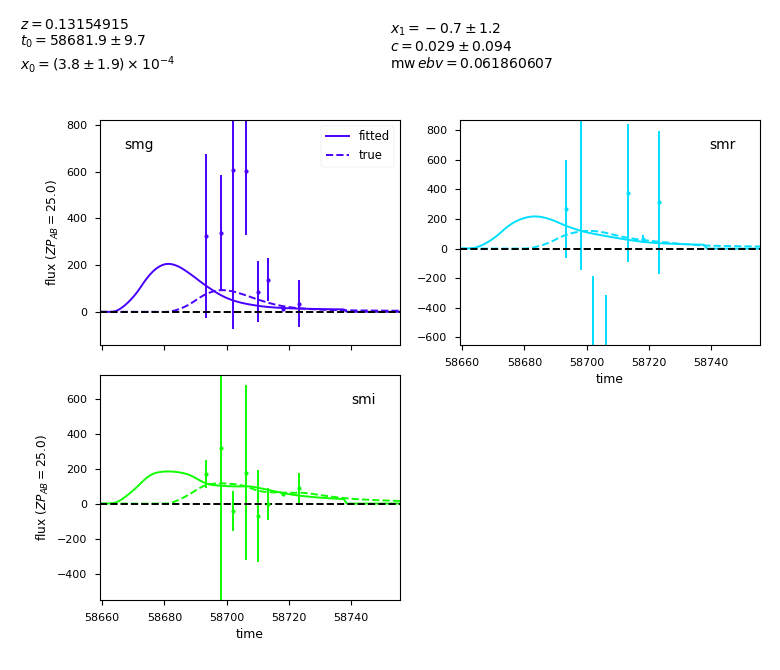 z = 0.13154915
t0 = 58681.9 ± 9.7
x0 = (3.8 ± 1.9) × 10^−4
x1 = −0.7 ± 1.2
c = 0.029 ± 0.094
mw ebv = 0.061860607
smg
fitted
true
800
600
400
200
0
flux (ZP_AB = 25.0)
smr
800
600
400
200
0
−200
−400
−600
58660 58680 58700 58720 58740
time
smi
600
400
200
0
−200
−400
flux (ZP_AB = 25.0)
58660 58680 58700 58720 58740
time